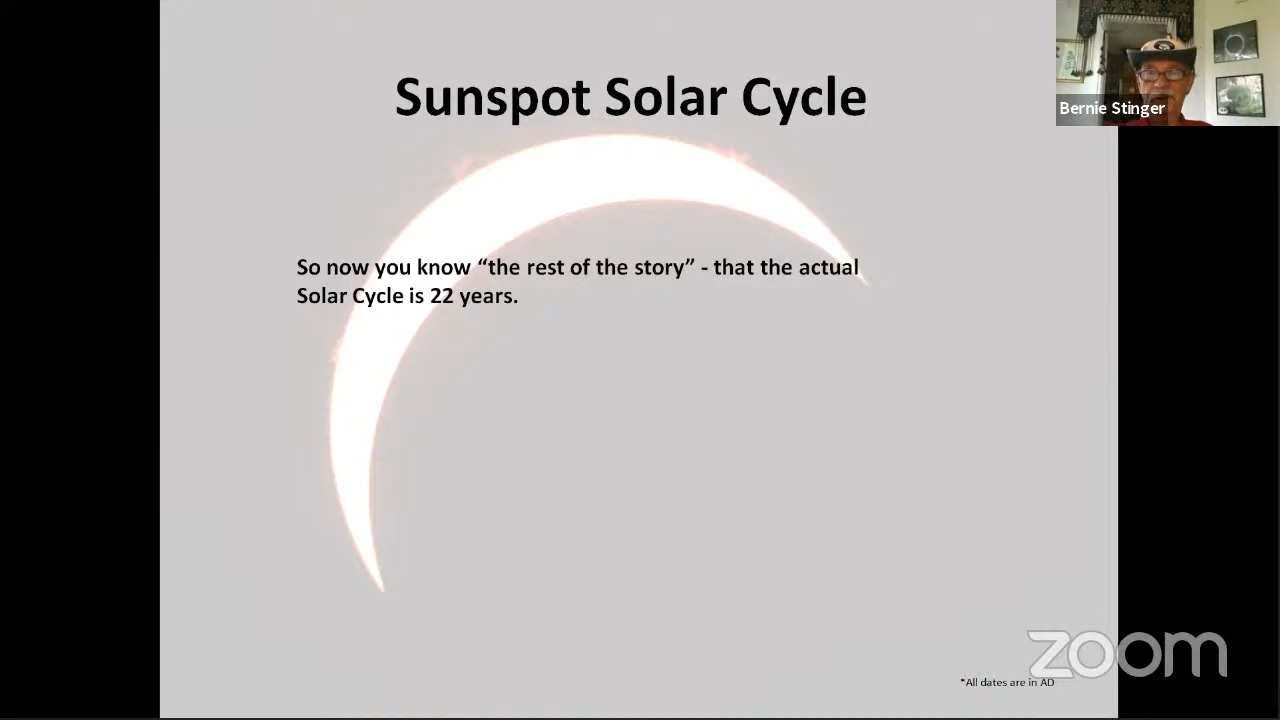 Sunspot Solar Cycle
Bernie Stinger
So now you know “the rest of the story” - that the actual
Solar Cycle is 22 years.
zoom
*All dates are in AD